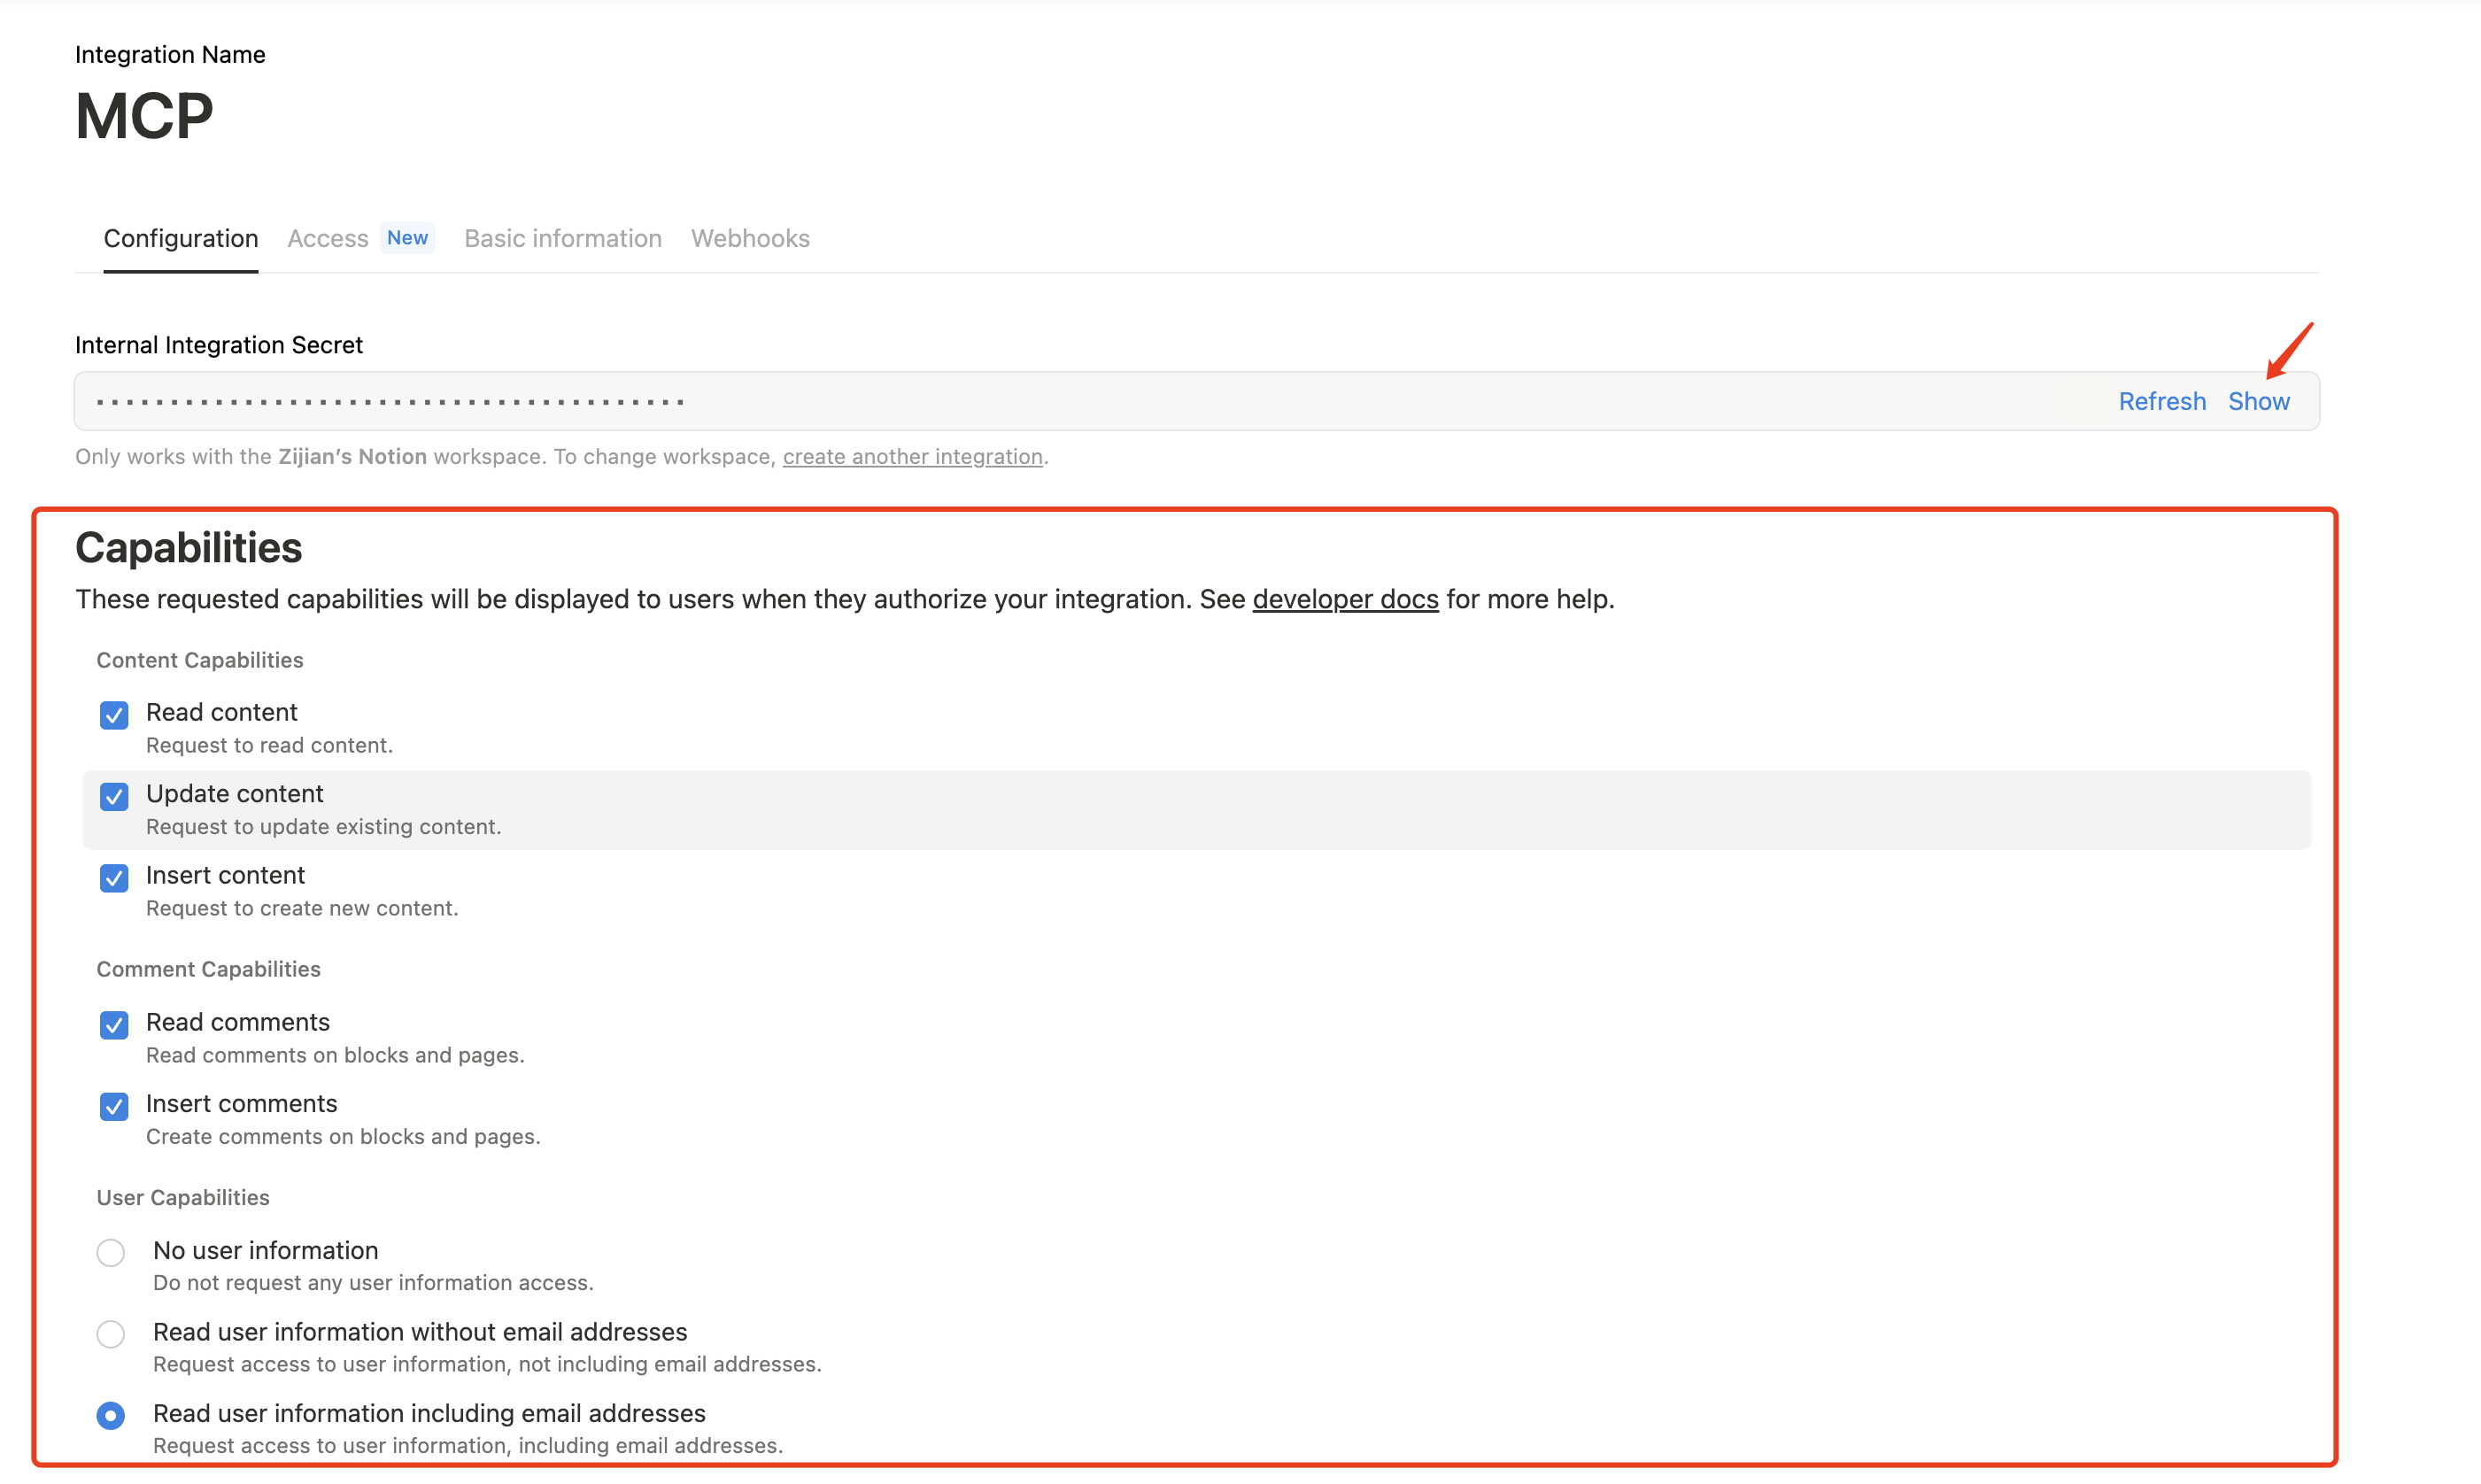 Integration Name
MCP
Configuration Access New Basic information Webhooks
Internal Integration Secret
Refresh Show
Only works with the Zijian’s Notion workspace. To change workspace, create another integration.
Capabilities
These requested capabilities will be displayed to users when they authorize your integration. See developer docs for more help.
Content Capabilities
Read content
Request to read content.
Update content
Request to update existing content.
Insert content
Request to create new content.
Comment Capabilities
Read comments
Read comments on blocks and pages.
Insert comments
Create comments on blocks and pages.
User Capabilities
No user information
Do not request any user information access.
Read user information without email addresses
Request access to user information, not including email addresses.
Read user information including email addresses
Request access to user information, including email addresses.